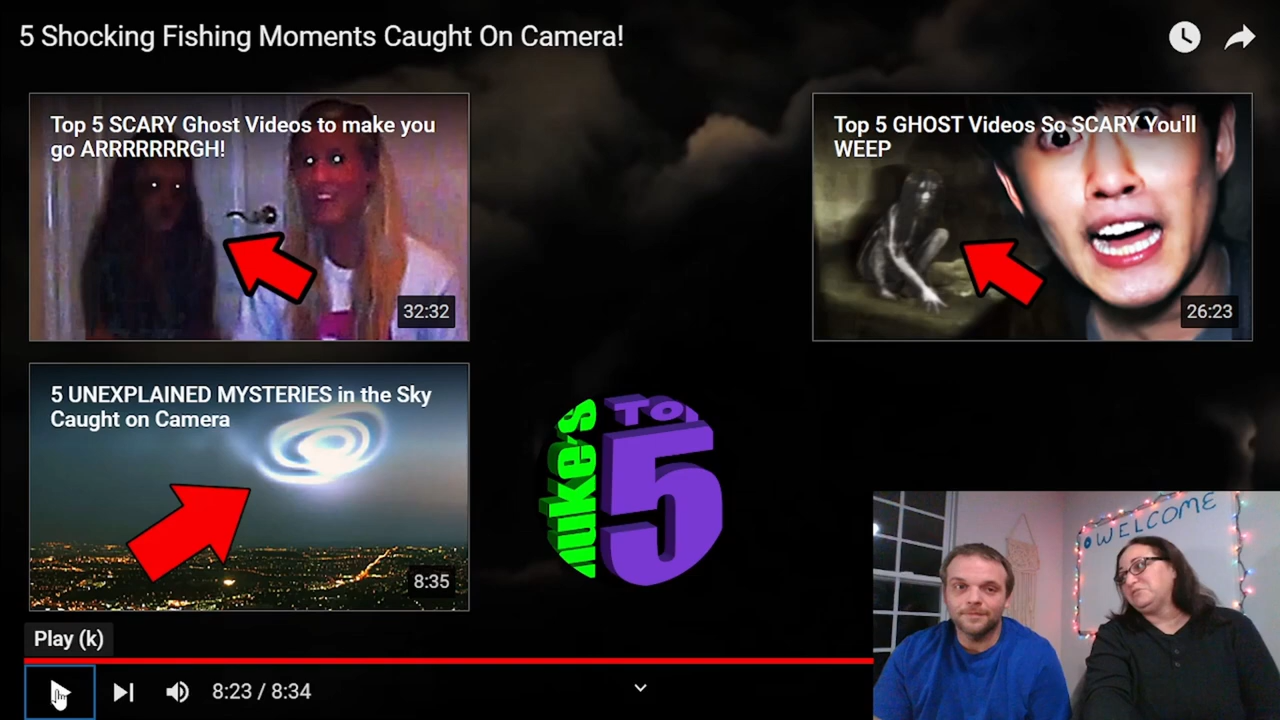 5 Shocking Fishing Moments Caught On Camera!
Top 5 SCARY Ghost Videos to make you
go ARRRRRRRGH!
32:32
Top 5 GHOST Videos So SCARY You'll
WEEP
26:23
5 UNEXPLAINED MYSTERIES in the Sky
Caught on Camera
8:35
Nuke's
Top
5
WELCOME
Play (k)
8:23 / 8:34